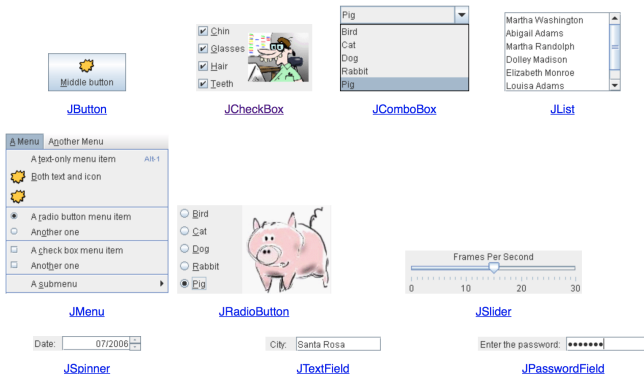 Middle button
JButton
Chin
Glasses
Hair
Teeth
JCheckBox
Pig
Bird
Cat
Dog
Rabbit
Pig
JComboBox
Martha Washington
Abigail Adams
Martha Randolph
Dolley Madison
Elizabeth Monroe
Louisa Adams
JList
A Menu Another Menu
A text-only menu item Alt-1
Both text and icon
A radio button menu item
Another one
A check box menu item
Another one
A submenu
JMenu
Bird
Cat
Dog
Rabbit
Pig
JRadioButton
Frames Per Second
0 10 20 30
JSlider
Date: 07/2006
JSpinner
City: Santa Rosa
JTextField
Enter the password: •••••••
JPasswordField